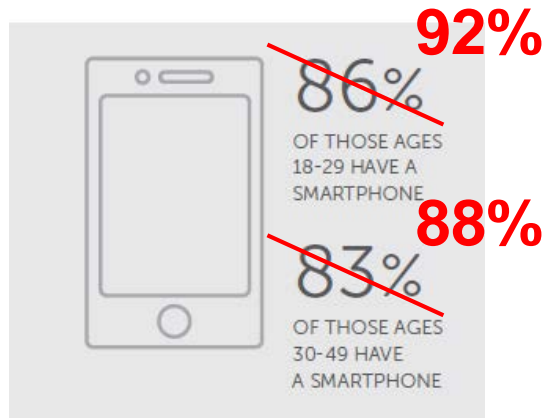 92%
86%
OF THOSE AGES
18-29 HAVE A
SMARTPHONE
88%
83%
OF THOSE AGES
30-49 HAVE
A SMARTPHONE